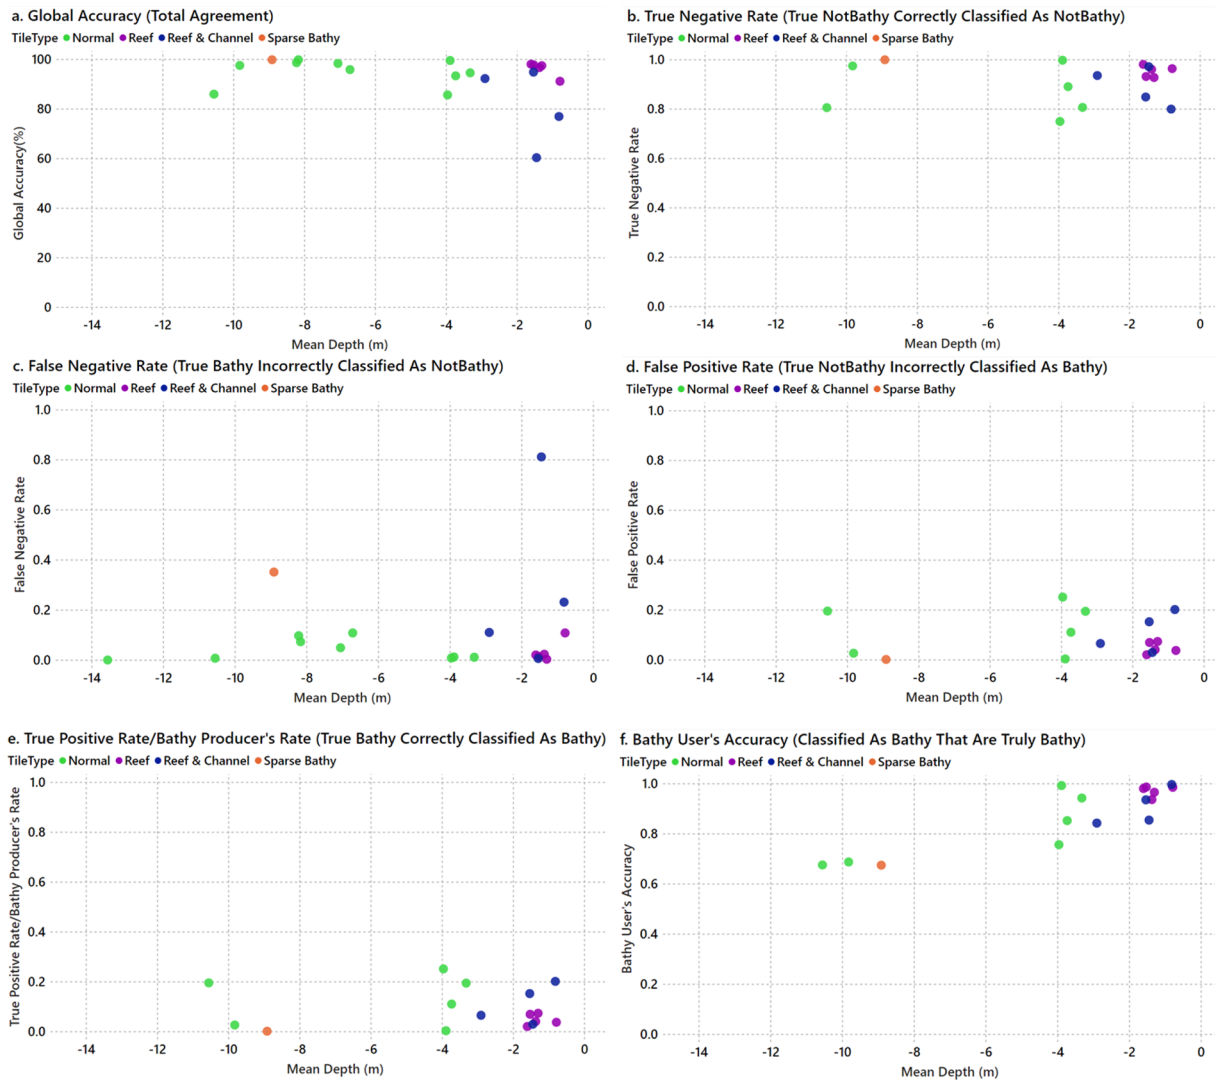 a. Global Accuracy (Total Agreement)
TileType Normal Reef Reef & Channel Sparse Bathy
100
80
60
40
20
0
Global Accuracy(%)
-14 -12 -10 -8 -6 -4 -2 0
Mean Depth (m)
b. True Negative Rate (True NotBathy Correctly Classified As NotBathy)
TileType Normal Reef Reef & Channel Sparse Bathy
1.0
0.8
0.6
0.4
0.2
0.0
True Negative Rate
-14 -12 -10 -8 -6 -4 -2 0
Mean Depth (m)
c. False Negative Rate (True Bathy Incorrectly Classified As NotBathy)
TileType Normal Reef Reef & Channel Sparse Bathy
1.0
0.8
0.6
0.4
0.2
0.0
False Negative Rate
-14 -12 -10 -8 -6 -4 -2 0
Mean Depth (m)
d. False Positive Rate (True NotBathy Incorrectly Classified As Bathy)
TileType Normal Reef Reef & Channel Sparse Bathy
1.0
0.8
0.6
0.4
0.2
0.0
False Positive Rate
-14 -12 -10 -8 -6 -4 -2 0
Mean Depth (m)
e. True Positive Rate/Bathy Producer's Rate (True Bathy Correctly Classified As Bathy)
TileType Normal Reef Reef & Channel Sparse Bathy
1.0
0.8
0.6
0.4
0.2
0.0
True Positive Rate/Bathy Producer's Rate
-14 -12 -10 -8 -6 -4 -2 0
Mean Depth (m)
f. Bathy User's Accuracy (Classified As Bathy That Are Truly Bathy)
TileType Normal Reef Reef & Channel Sparse Bathy
1.0
0.8
0.6
0.4
0.2
0.0
Bathy User's Accuracy
-14 -12 -10 -8 -6 -4 -2 0
Mean Depth (m)